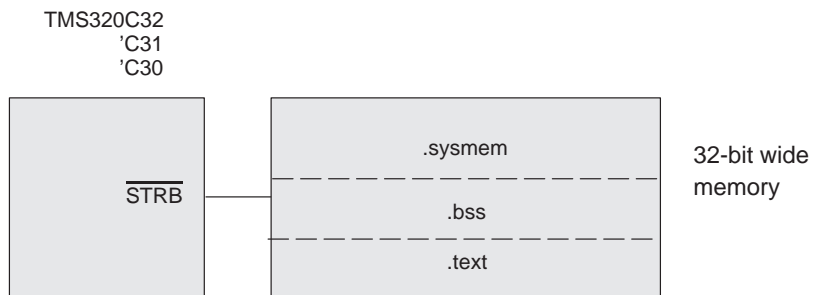 TMS320C32
'C31
'C30
STRB
.sysmem
.bss
.text
32-bit wide
memory